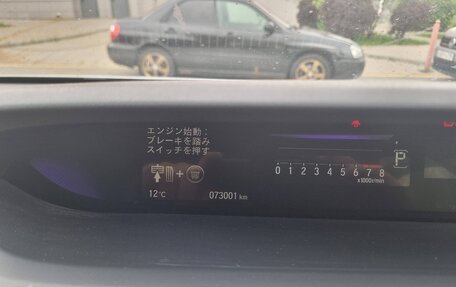 エンジン始動:
ブレーキを踏み
スイッチを押す
+
P
0 1 2 3 4 5 6 7 8
x1000r/min
12℃
073001 km